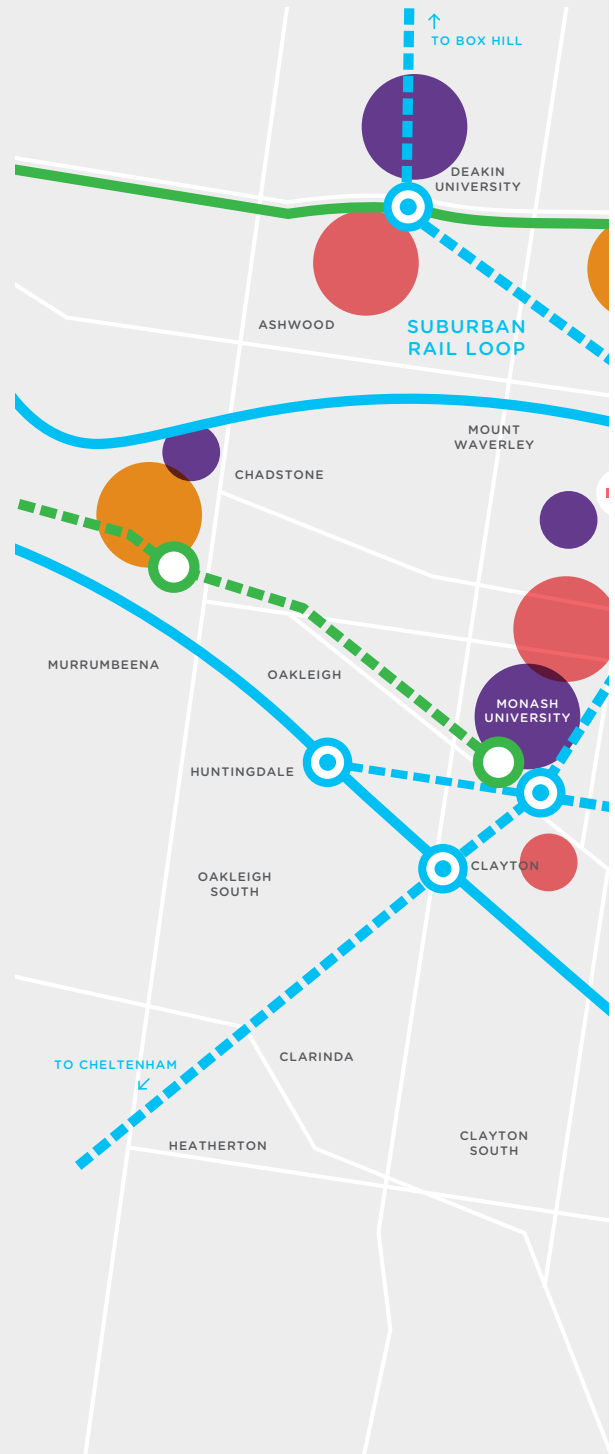 TO BOX HILL
DEAKIN
UNIVERSITY
ASHWOOD
SUBURBAN
RAIL LOOP
MOUNT
WAVERLEY
CHADSTONE
MURRUMBEENA
OAKLEIGH
MONASH
UNIVERSITY
HUNTINGDALE
CLAYTON
OAKLEIGH
SOUTH
CLARINDA
TO CHELTENHAM
HEATHERTON
CLAYTON
SOUTH